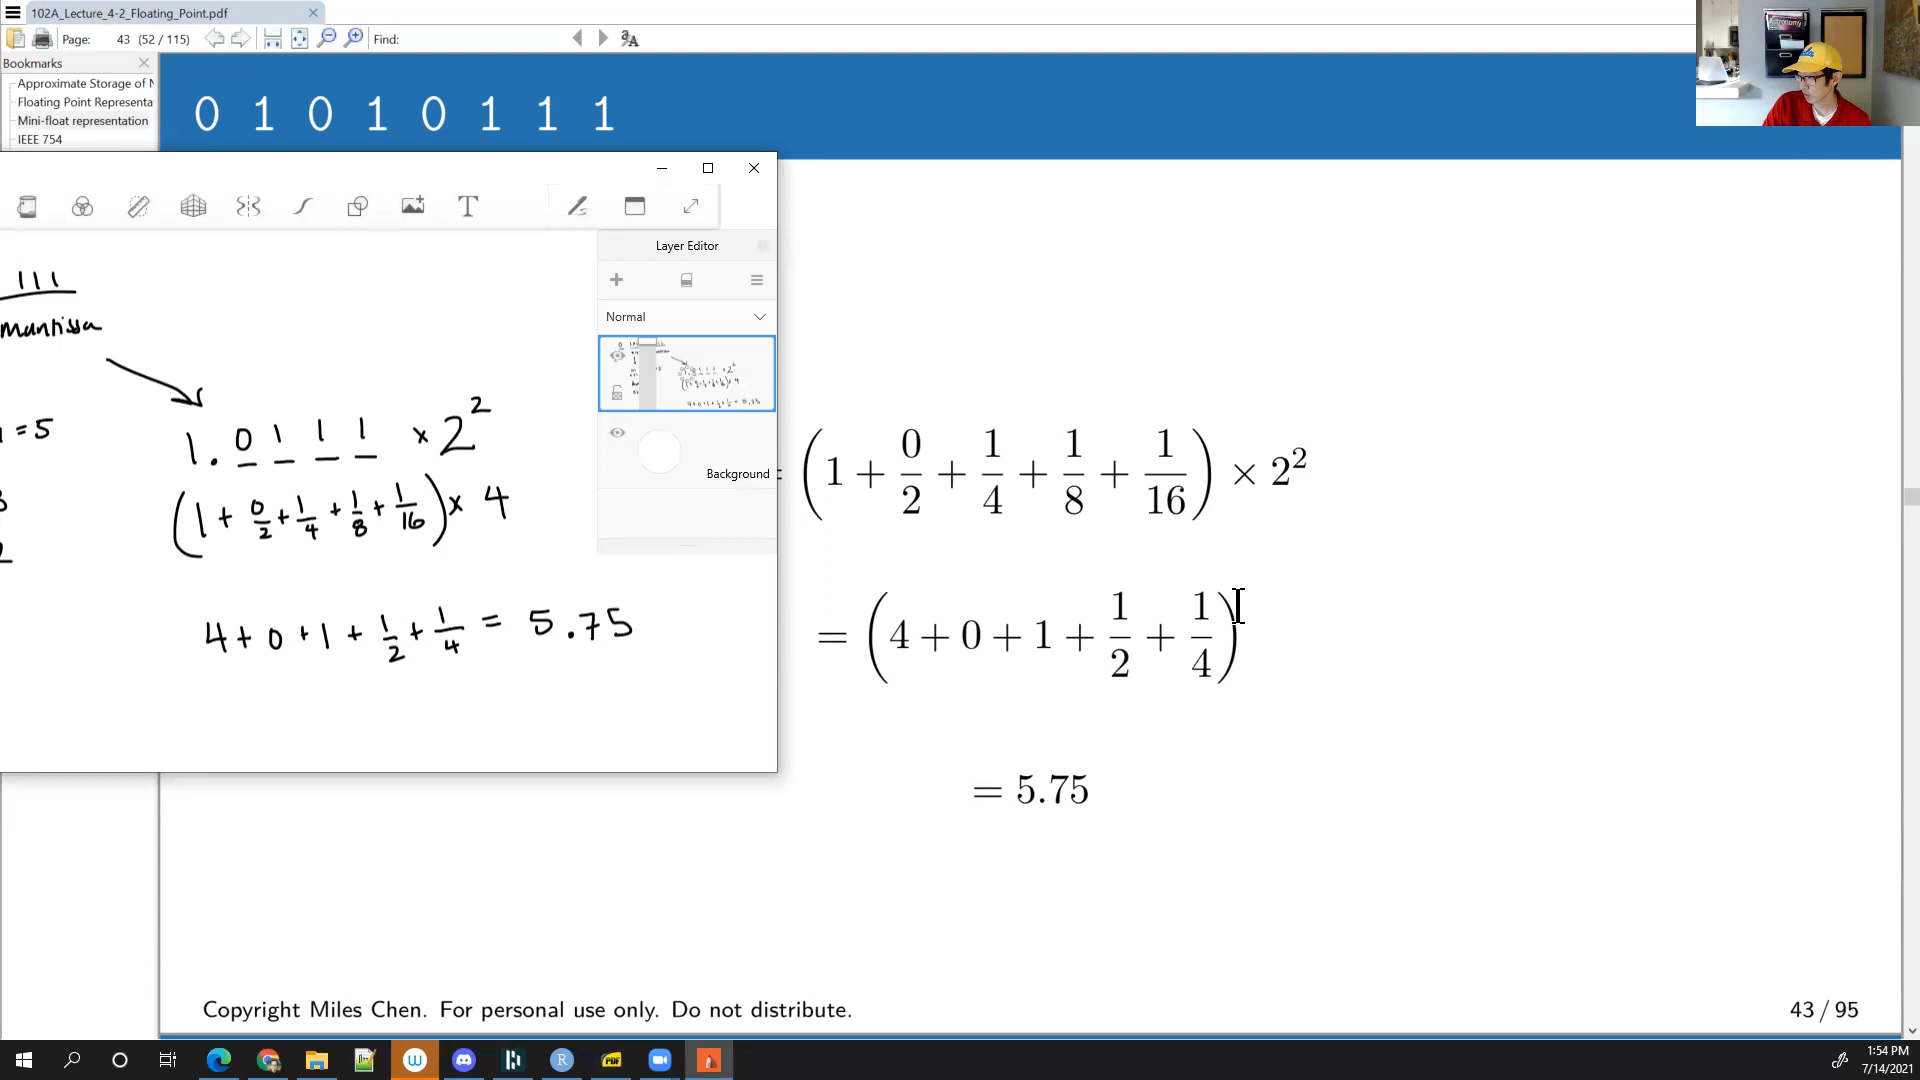 102A_Lecture_4-2_Floating_Point.pdf
Page: 43 (52 / 115) Find:
Bookmarks
Approximate Storage of N
Floating Point Representa
Mini-float representation
IEEE 754
0 1 0 1 0 1 1 1
Layer Editor
Normal
Background
111
mantissa
1 = 5
1. 0 1 1 1 × 2²
(1 + 0/2 + 1/4 + 1/8 + 1/16) × 4
4 + 0 + 1 + 1/2 + 1/4 = 5.75
= (1 + 0/2 + 1/4 + 1/8 + 1/16) × 2²
= (4 + 0 + 1 + 1/2 + 1/4)
= 5.75
Copyright Miles Chen. For personal use only. Do not distribute.
43 / 95
1:54 PM
7/14/2021